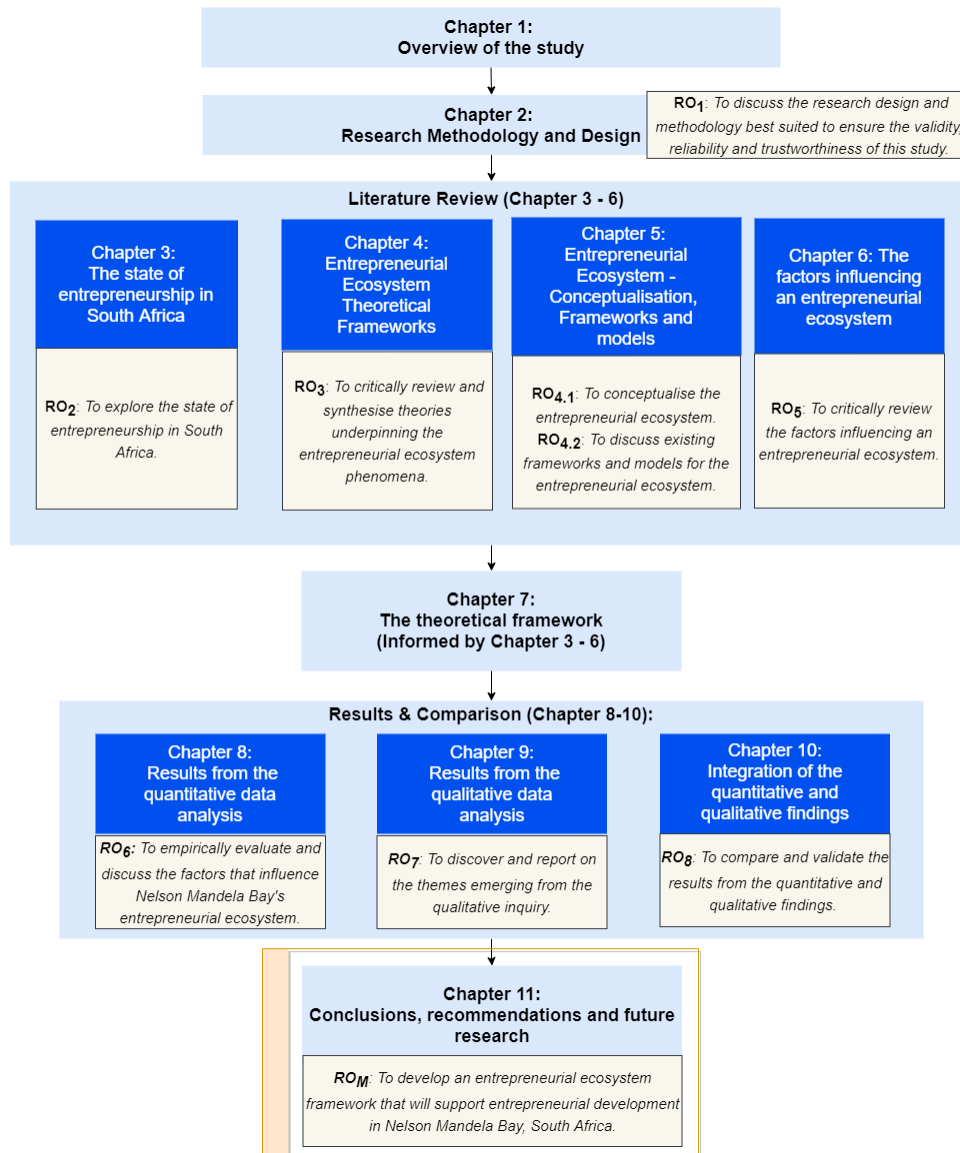 Chapter 1:
Overview of the study
Chapter 2:
Research Methodology and Design
RO1: To discuss the research design and
methodology best suited to ensure the validity,
reliability and trustworthiness of this study.
Literature Review (Chapter 3 - 6)
Chapter 3:
The state of
entrepreneurship in
South Africa
RO2: To explore the state of
entrepreneurship in South
Africa.
Chapter 4:
Entrepreneurial
Ecosystem
Theoretical
Frameworks
RO3: To critically review and
synthesise theories
underpinning the
entrepreneurial ecosystem
phenomena.
Chapter 5:
Entrepreneurial
Ecosystem -
Conceptualisation,
Frameworks and
models
RO4.1: To conceptualise the
entrepreneurial ecosystem.
RO4.2: To discuss existing
frameworks and models for the
entrepreneurial ecosystem.
Chapter 6: The
factors influencing
an entrepreneurial
ecosystem
RO5: To critically review
the factors influencing an
entrepreneurial ecosystem.
Chapter 7:
The theoretical framework
(Informed by Chapter 3 - 6)
Results & Comparison (Chapter 8-10):
Chapter 8:
Results from the
quantitative data
analysis
RO6: To empirically evaluate and
discuss the factors that influence
Nelson Mandela Bay's
entrepreneurial ecosystem.
Chapter 9:
Results from the
qualitative data
analysis
RO7: To discover and report on
the themes emerging from the
qualitative inquiry.
Chapter 10:
Integration of the
quantitative and
qualitative findings
RO8: To compare and validate the
results from the quantitative and
qualitative findings.
Chapter 11:
Conclusions, recommendations and future
research
ROM: To develop an entrepreneurial ecosystem
framework that will support entrepreneurial development
in Nelson Mandela Bay, South Africa.